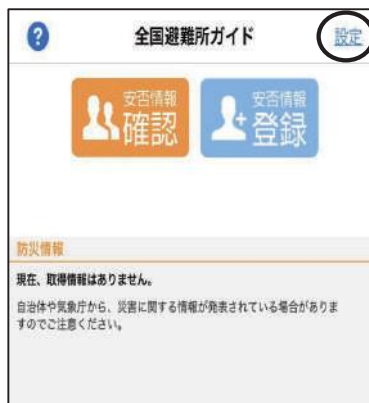 ?
全国避難所ガイド
設定
安否情報
確認
安否情報
登録
防災情報
現在、取得情報はありません。
自治体や気象庁から、災害に関する情報が発表されている場合がありま
すのでご注意ください。